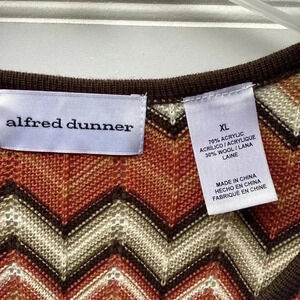 alfred dunner
XL
70% ACRYLIC
ACRILICO / ACRYLIQUE
30% WOOL / LANA
LAINE
MADE IN CHINA
HECHO EN CHINA
FABRIQUE EN CHINE